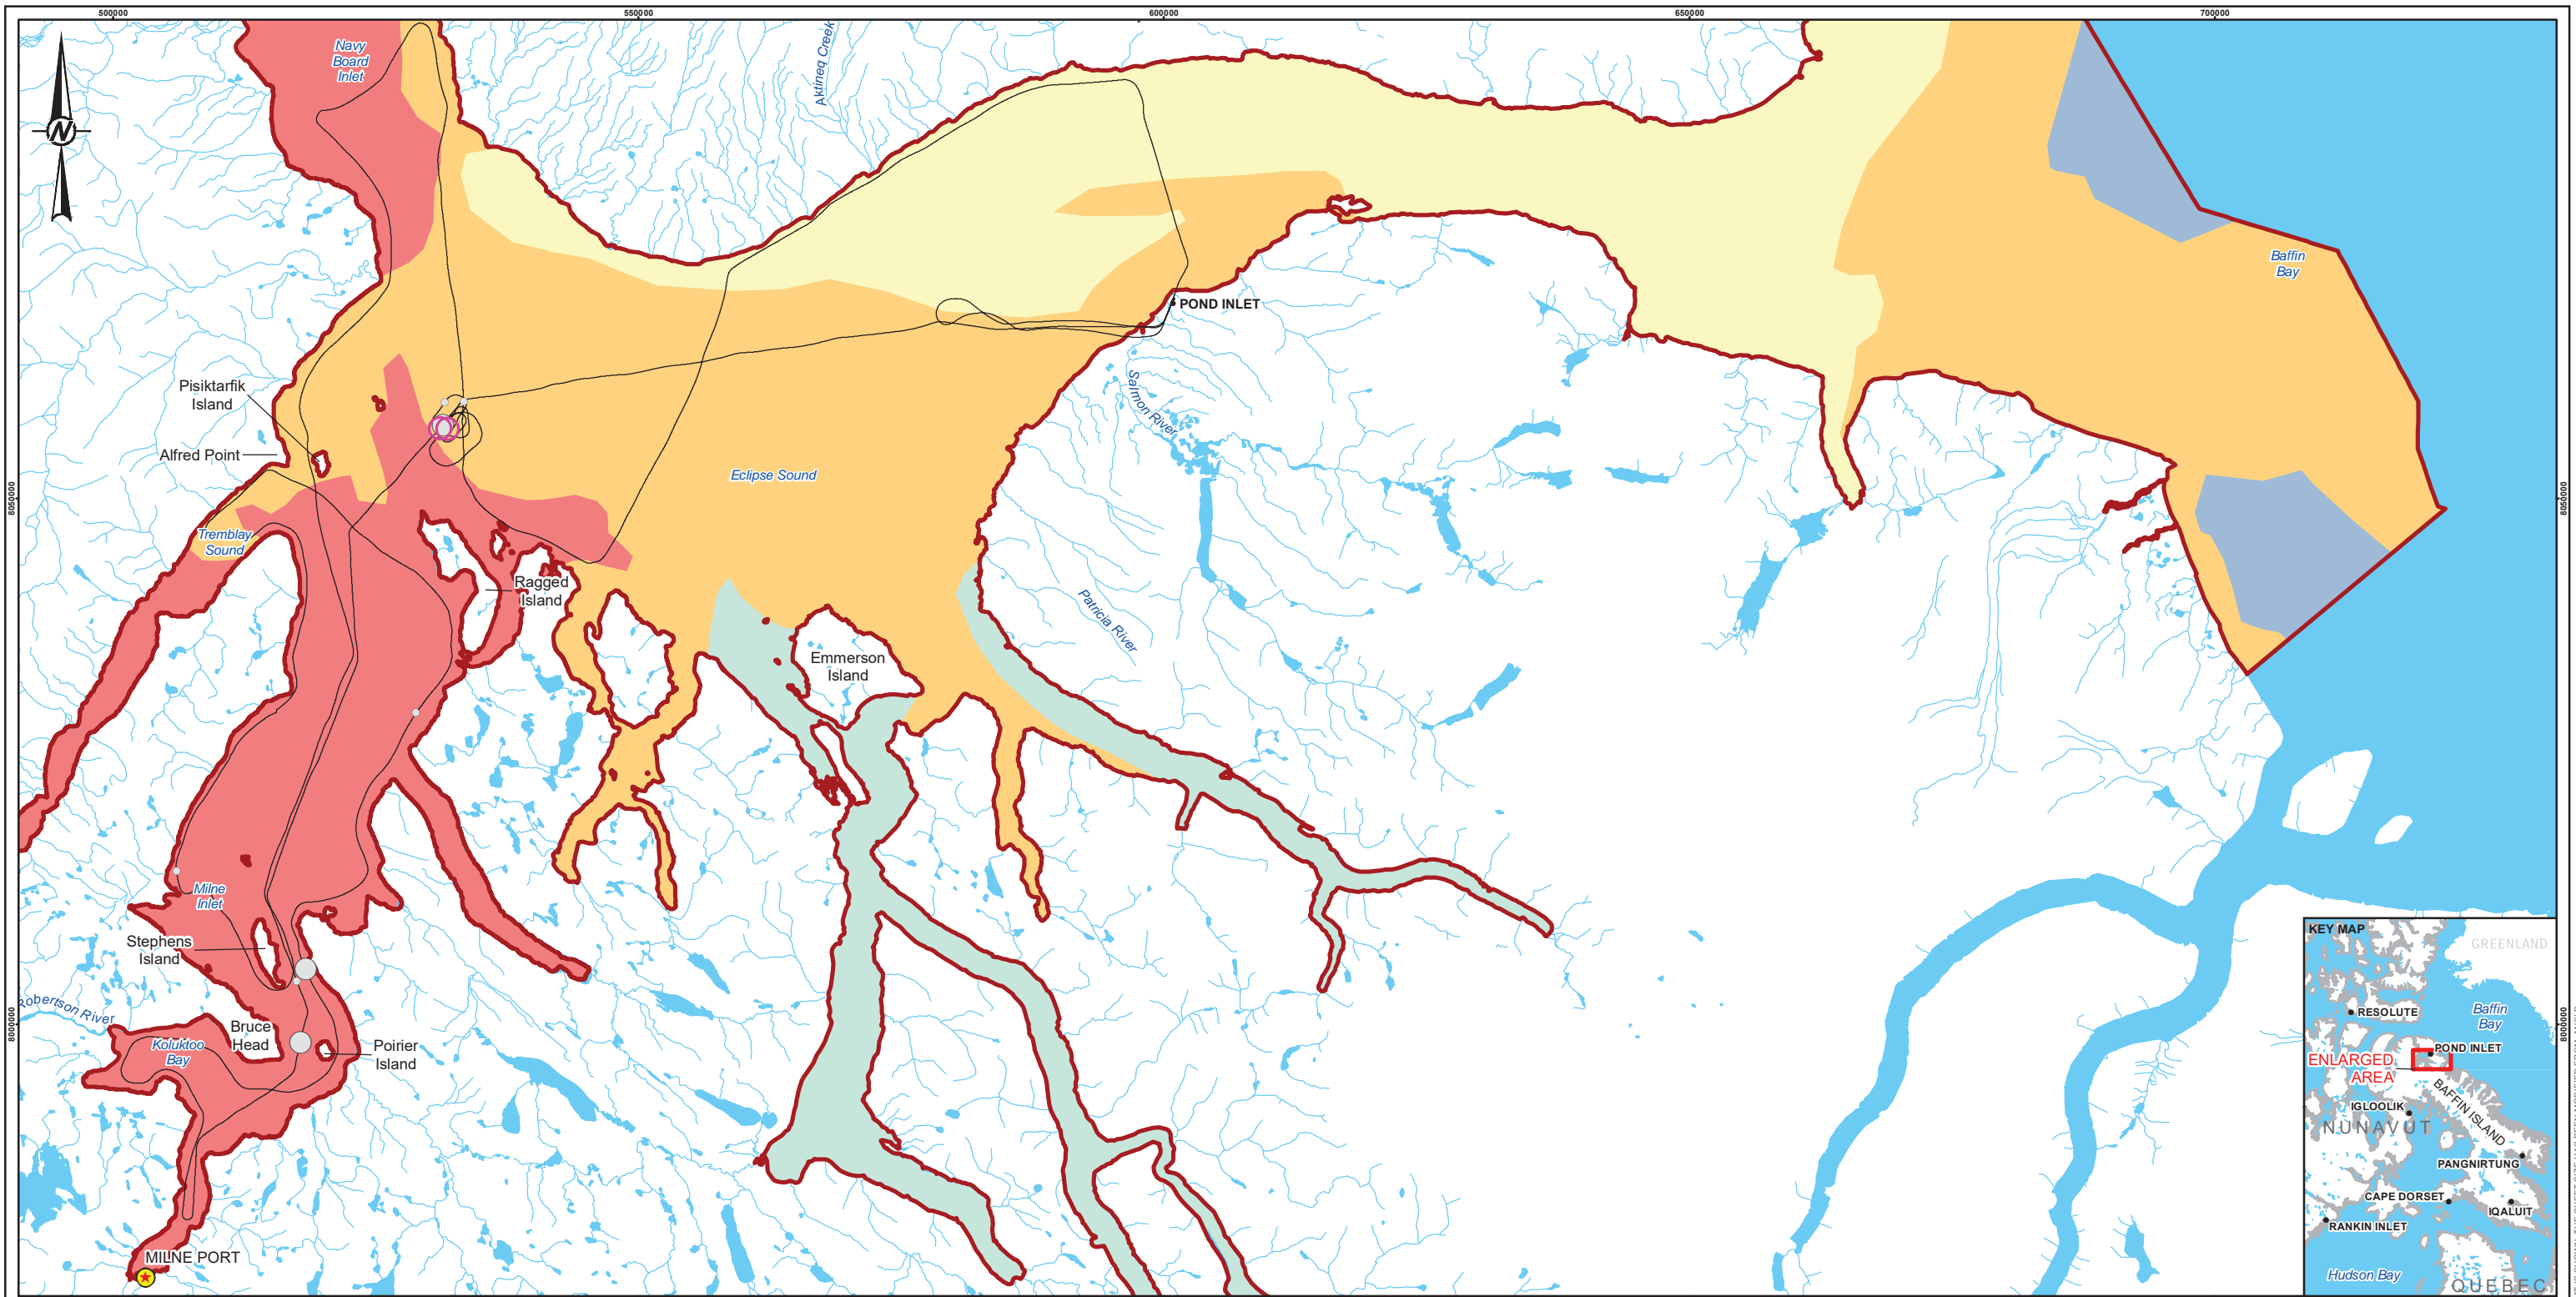 500000
550000
600000
650000
700000
Navy
Board
Inlet
Aktineq Creek
Baffin
Bay
POND INLET
Salmon River
Pisiktarfik
Island
Alfred Point
Eclipse Sound
8050000
8050000
Tremblay
Sound
Ragged
Island
Patricia River
Emmerson
Island
Milne
Inlet
Stephens
Island
Robertson River
Bruce
Head
Koluktoo
Bay
Poirier
Island
8000000
8000000
MILNE PORT
KEY MAP
GREENLAND
Baffin
Bay
RESOLUTE
POND INLET
ENLARGED
AREA
BAFFIN ISLAND
IGLOOLIK
NUNAVUT
PANGNIRTUNG
CAPE DORSET
IQALUIT
RANKIN INLET
Hudson Bay
QUEBEC
N